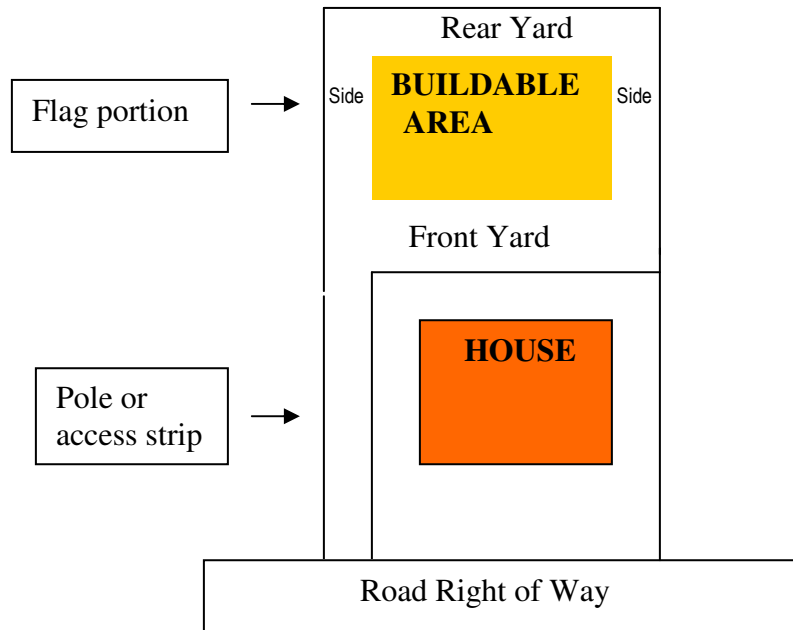 Rear Yard
Flag portion
Side
BUILDABLE
AREA
Side
Front Yard
HOUSE
Pole or
access strip
Road Right of Way